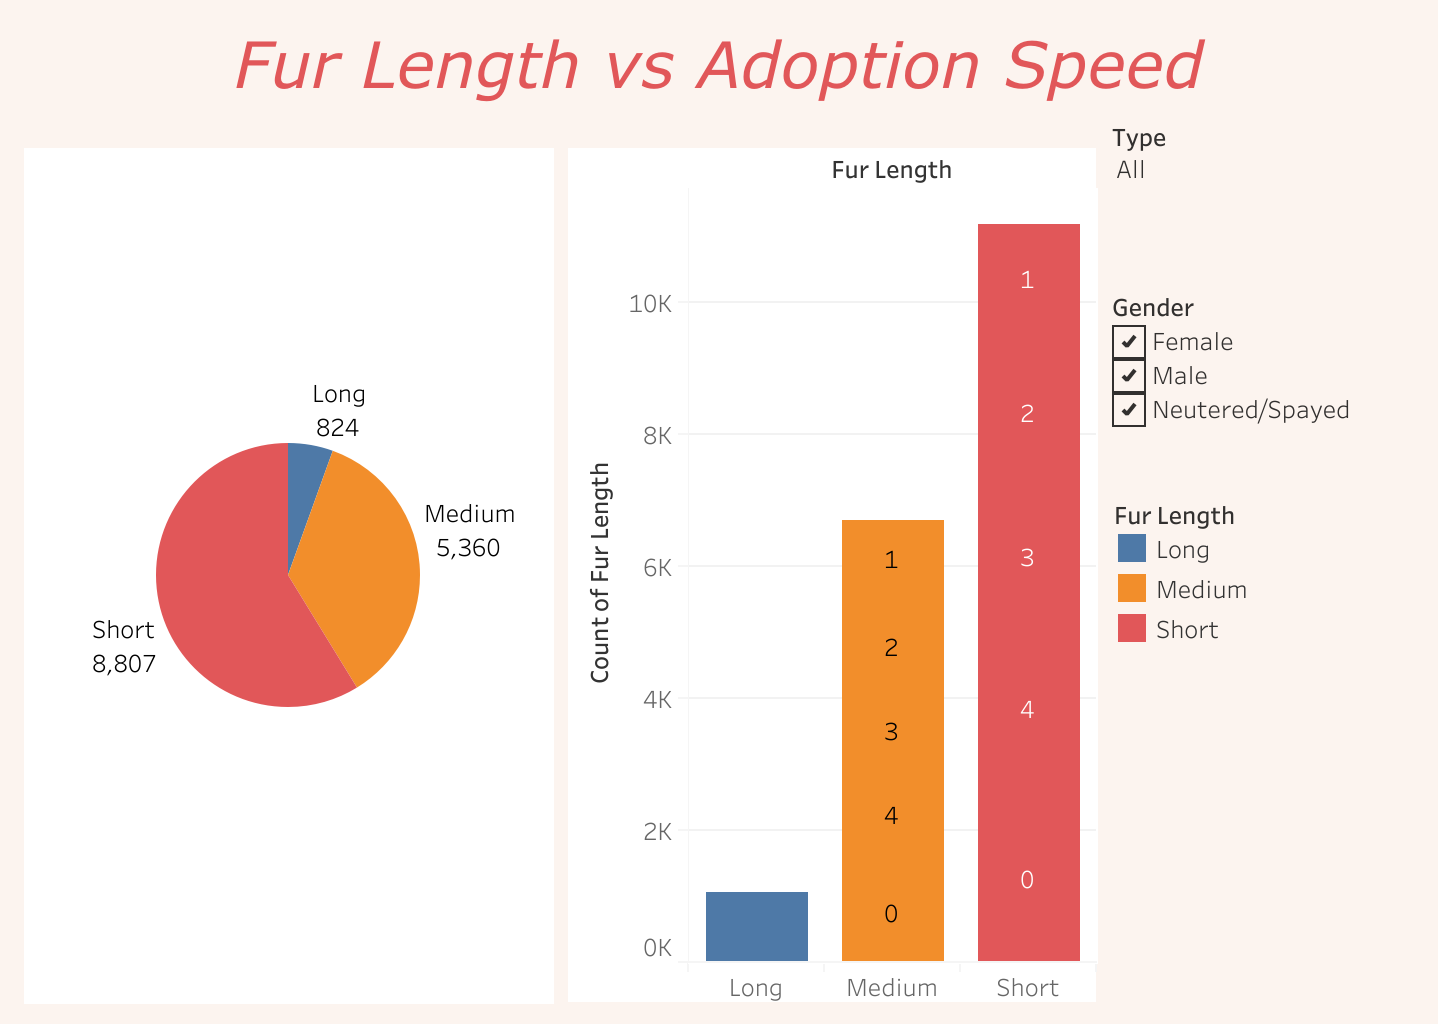 Fur Length vs Adoption Speed
Long
824
Medium
5,360
Short
8,807
Fur Length
Count of Fur Length
10K
8K
6K
4K
2K
0K
1
2
3
4
0
1
2
3
4
0
Long
Medium
Short
Type
All
Gender
Female
Male
Neutered/Spayed
Fur Length
Long
Medium
Short